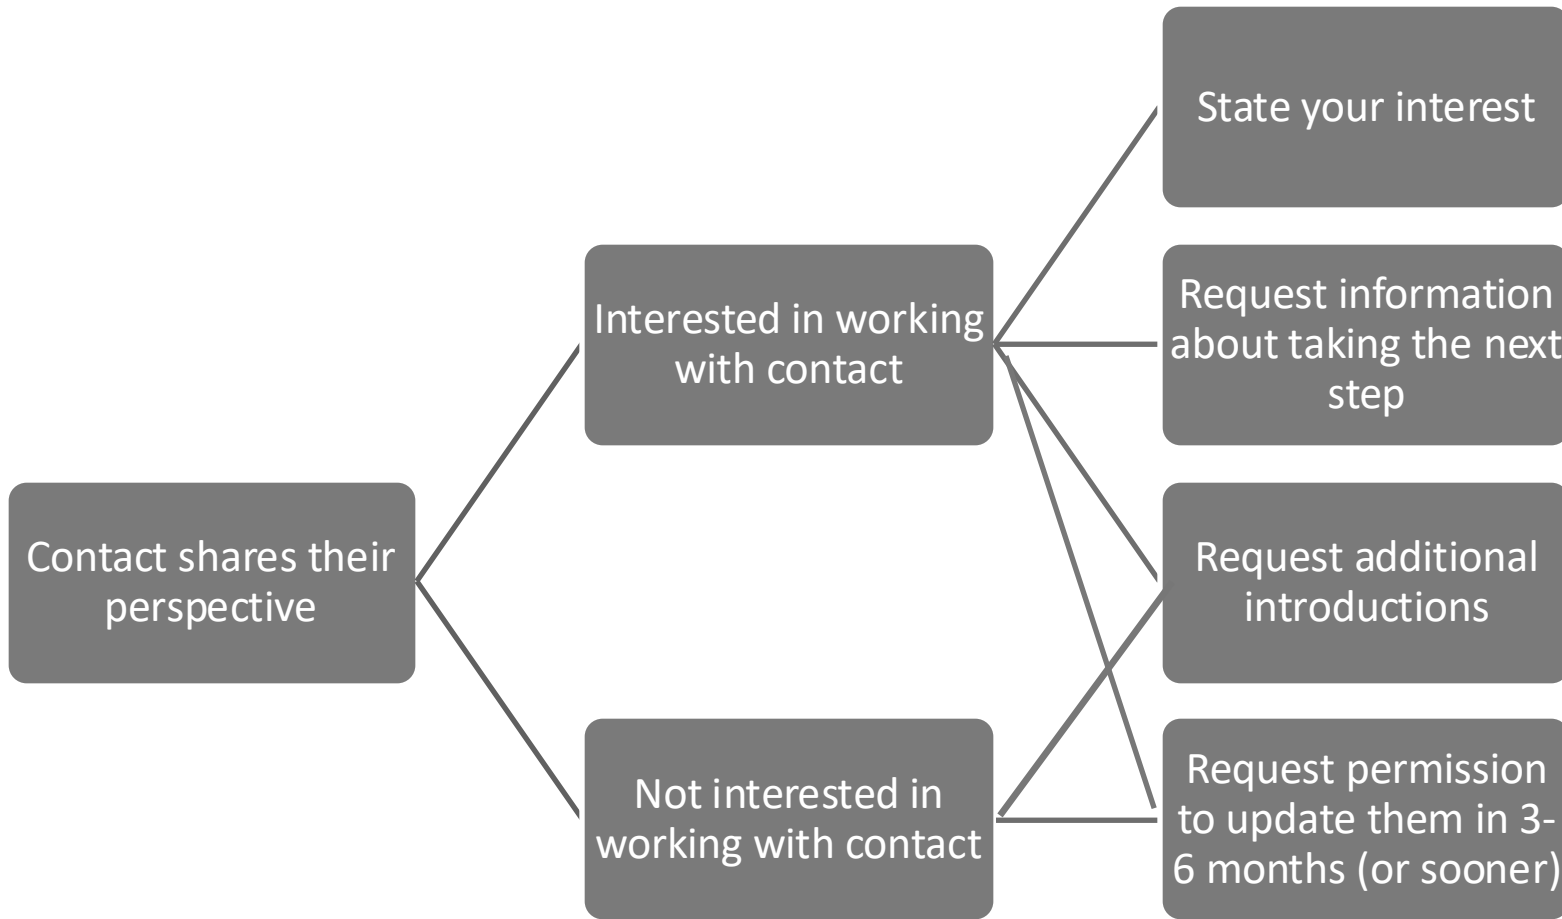 State your interest
Interested in working
with contact
Request information
about taking the next
step
Contact shares their
perspective
Request additional
introductions
Not interested in
working with contact
Request permission
to update them in 3-
6 months (or sooner)